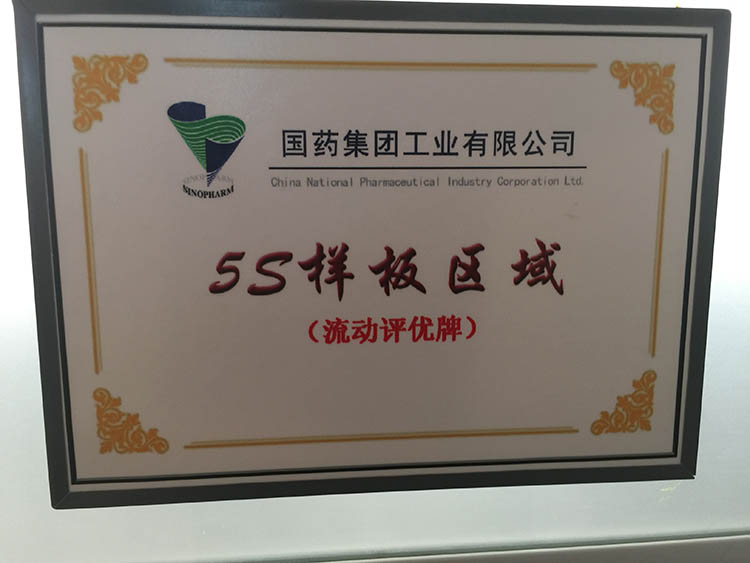 国药集团工业有限公司
China National Pharmaceutical Industry Corporation Ltd.
SINOPHARM
5S样板区域
（流动评优牌）